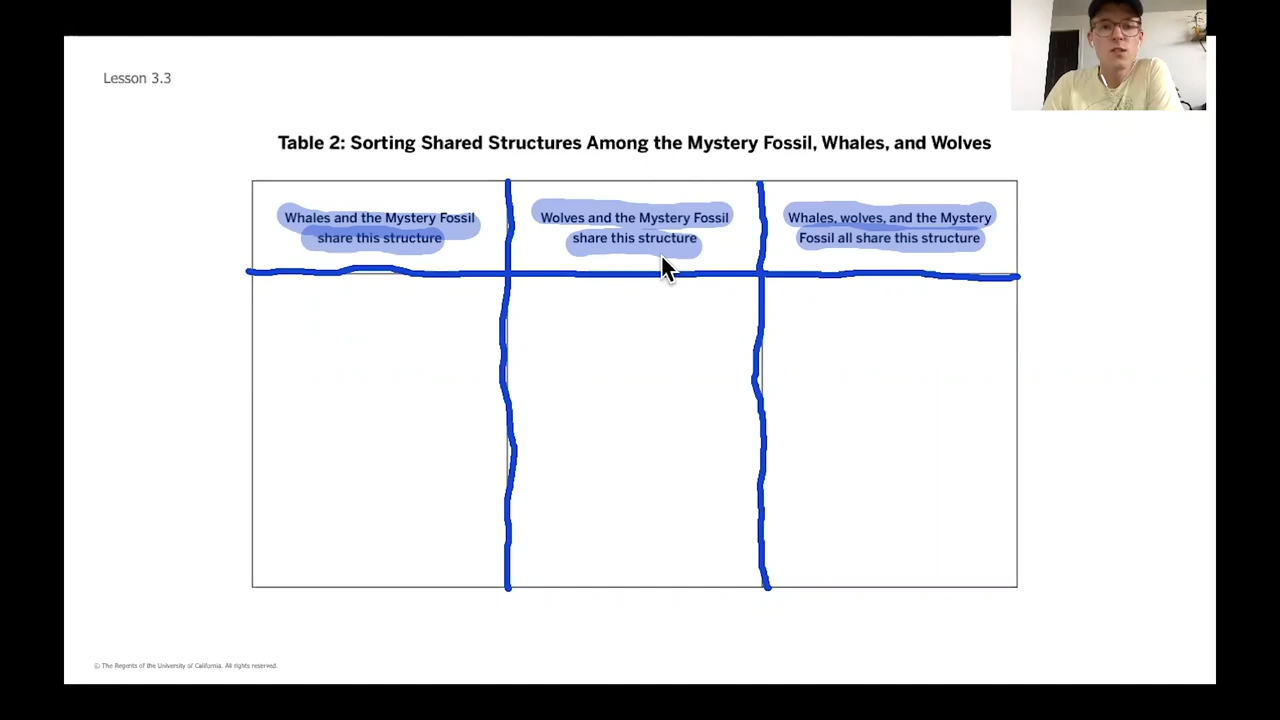 Lesson 3.3
Table 2: Sorting Shared Structures Among the Mystery Fossil, Whales, and Wolves
Whales and the Mystery Fossil
share this structure
Wolves and the Mystery Fossil
share this structure
Whales, wolves, and the Mystery
Fossil all share this structure
© The Regents of the University of California. All rights reserved.